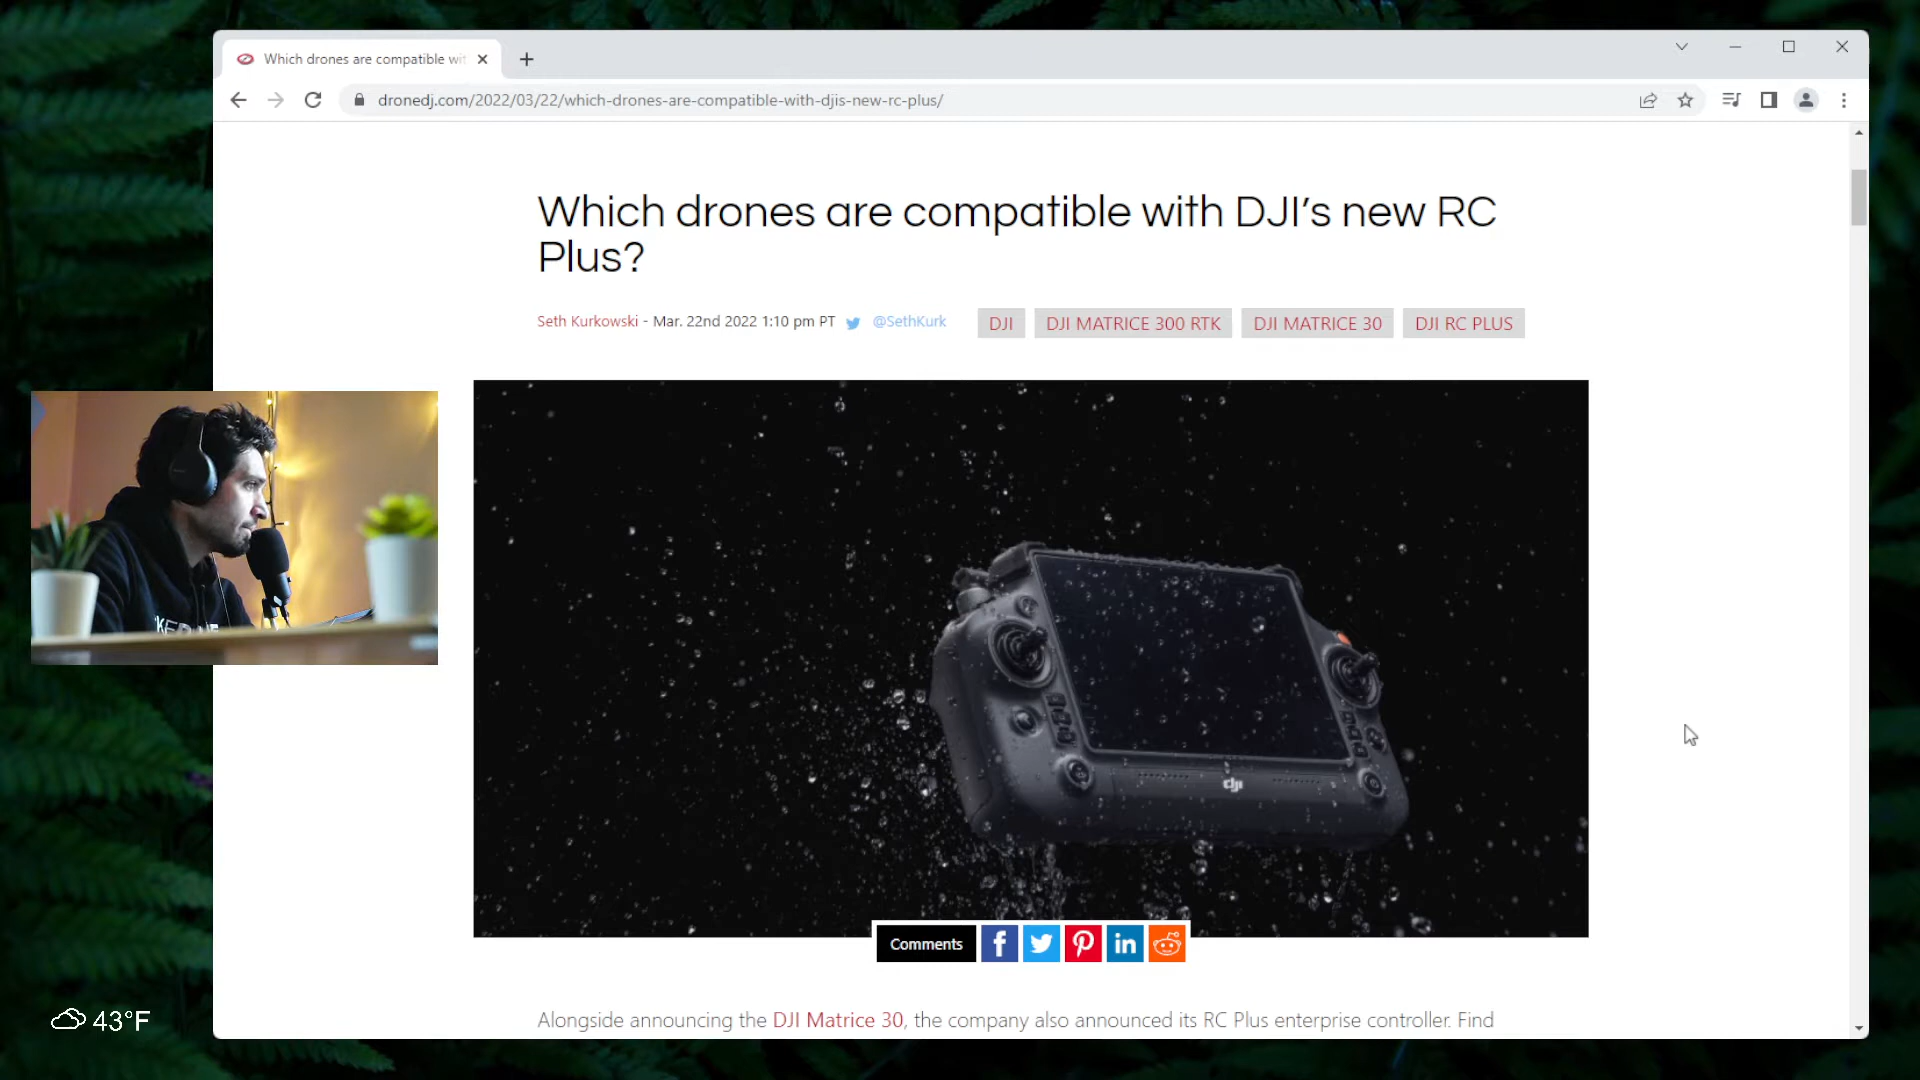 Which drones are compatible wit
dronedj.com/2022/03/22/which-drones-are-compatible-with-djis-new-rc-plus/
Which drones are compatible with DJI’s new RC
Plus?
Seth Kurkowski - Mar. 22nd 2022 1:10 pm PT @SethKurk DJI DJI MATRICE 300 RTK DJI MATRICE 30 DJI RC PLUS
dji
Comments
Alongside announcing the DJI Matrice 30, the company also announced its RC Plus enterprise controller. Find
43°F